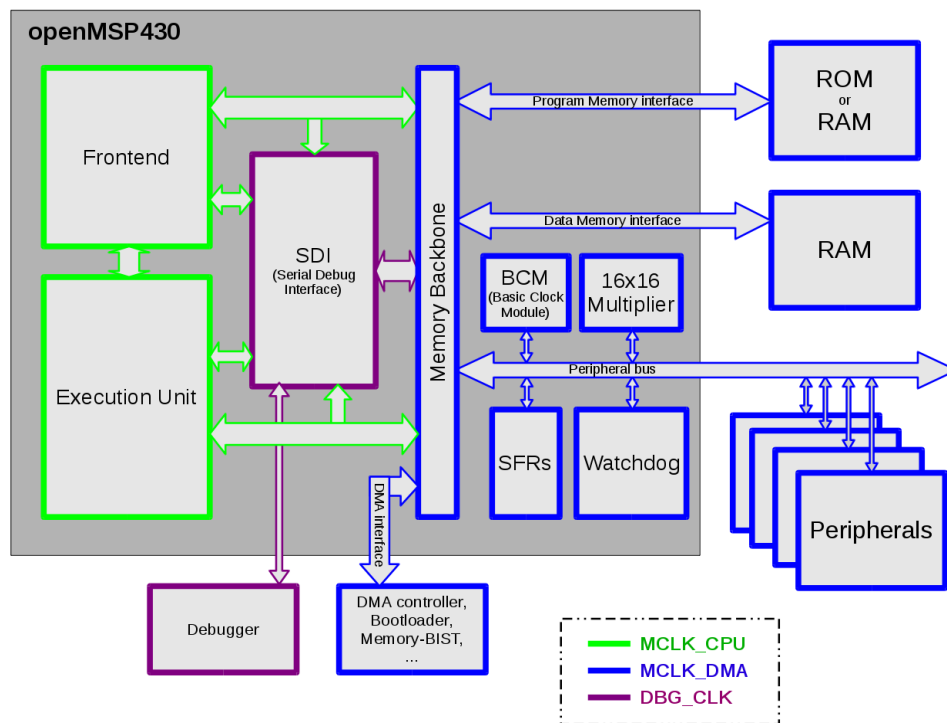 openMSP430
Frontend
Execution Unit
SDI
(Serial Debug
Interface)
Memory Backbone
Program Memory interface
ROM
or
RAM
Data Memory interface
RAM
BCM
(Basic Clock
Module)
16x16
Multiplier
Peripheral bus
SFRs
Watchdog
Peripherals
DMA interface
Debugger
DMA controller,
Bootloader,
Memory-BIST,
...
MCLK_CPU
MCLK_DMA
DBG_CLK